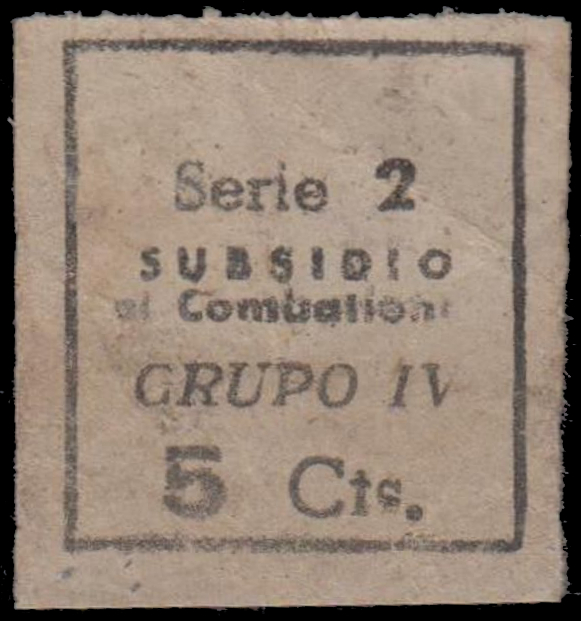 Serie 2
SUBSIDIO
al Combatiente
GRUPO IV
5 Cts.